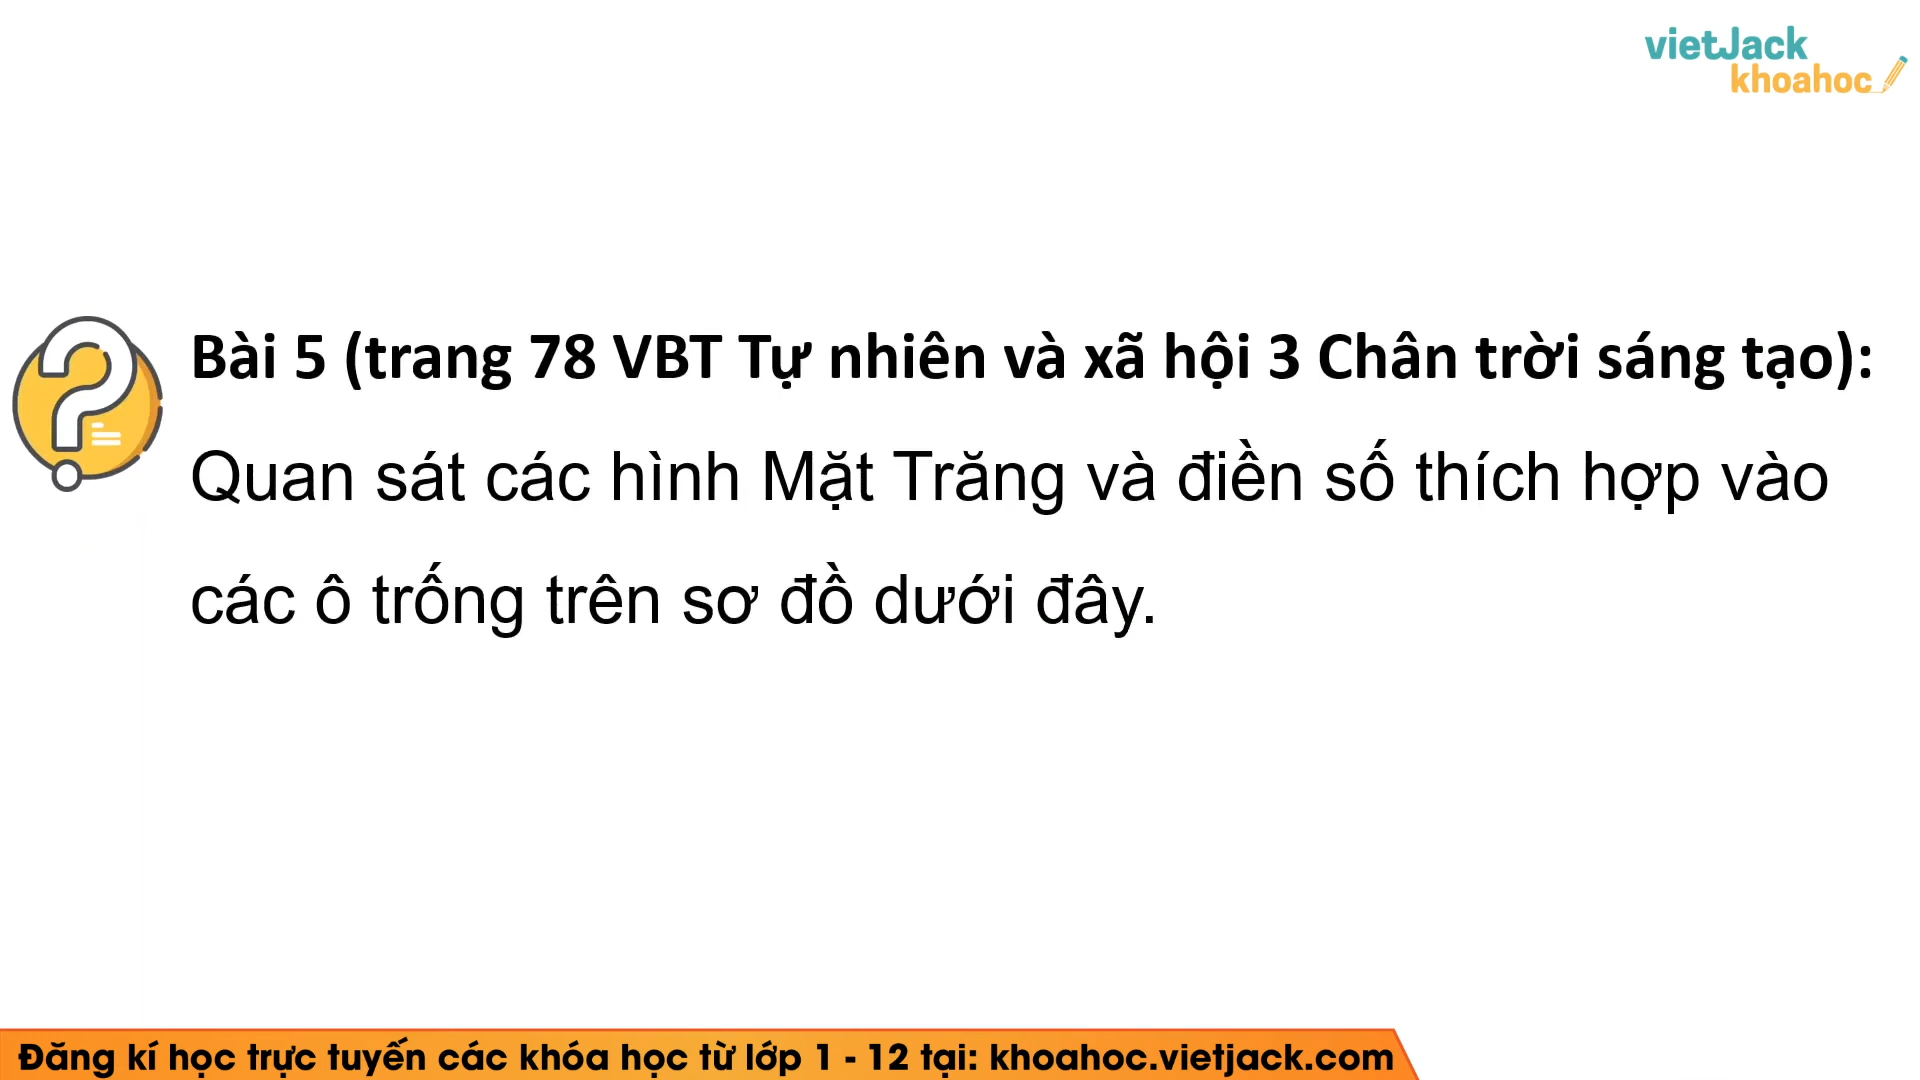 vietJack
khoahoc
Bài 5 (trang 78 VBT Tự nhiên và xã hội 3 Chân trời sáng tạo):
Quan sát các hình Mặt Trăng và điền số thích hợp vào
các ô trống trên sơ đồ dưới đây.
Đăng kí học trực tuyến các khóa học từ lớp 1 - 12 tại: khoahoc.vietjack.com